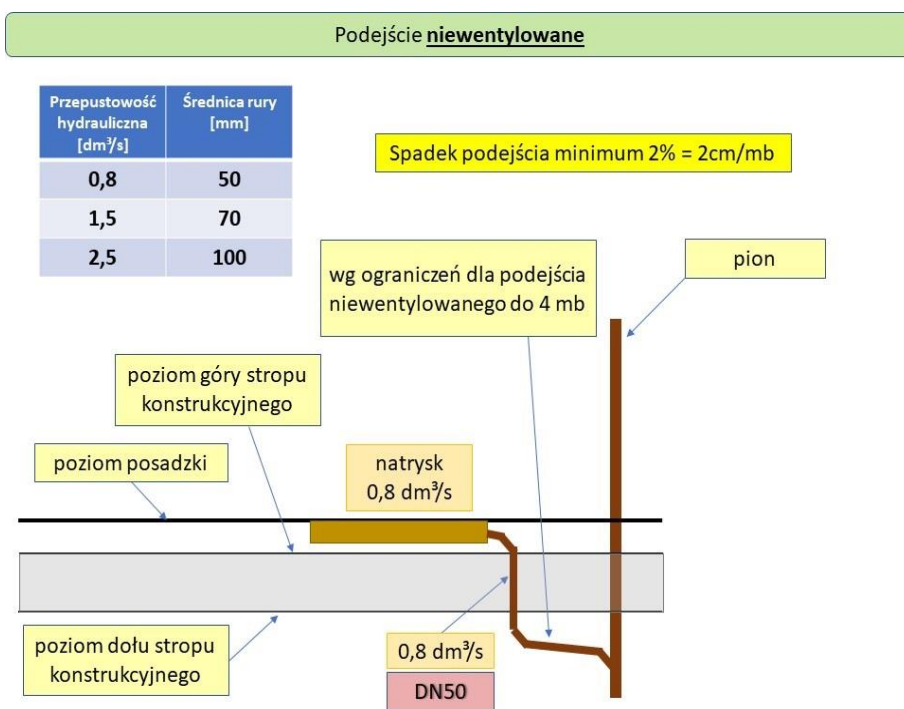 Podejście niewentylowane
Przepustowość
hydrauliczna
[dm³/s]
Średnica rury
[mm]
0,8 50
1,5 70
2,5 100
Spadek podejścia minimum 2% = 2cm/mb
wg ograniczeń dla podejścia
niewentylowanego do 4 mb
pion
poziom góry stropu
konstrukcyjnego
poziom posadzki
natrysk
0,8 dm³/s
poziom dołu stropu
konstrukcyjnego
0,8 dm³/s
DN50